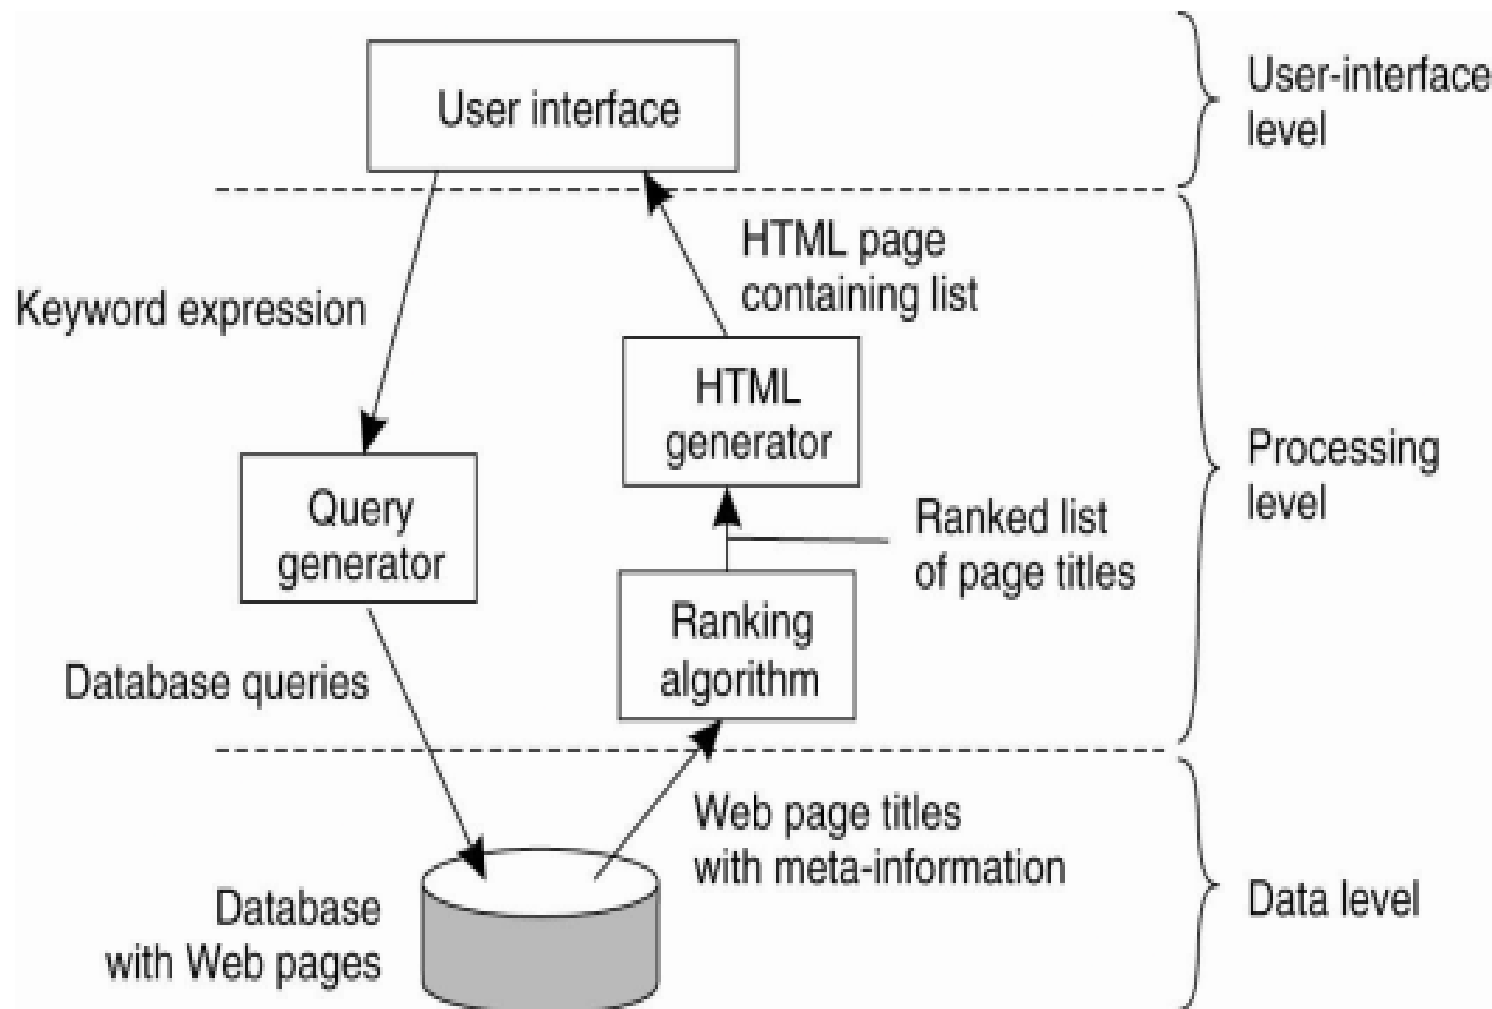 User interface
User-interface
level
HTML page
containing list
Keyword expression
HTML
generator
Processing
level
Query
generator
Ranked list
of page titles
Ranking
algorithm
Database queries
Web page titles
with meta-information
Database
with Web pages
Data level